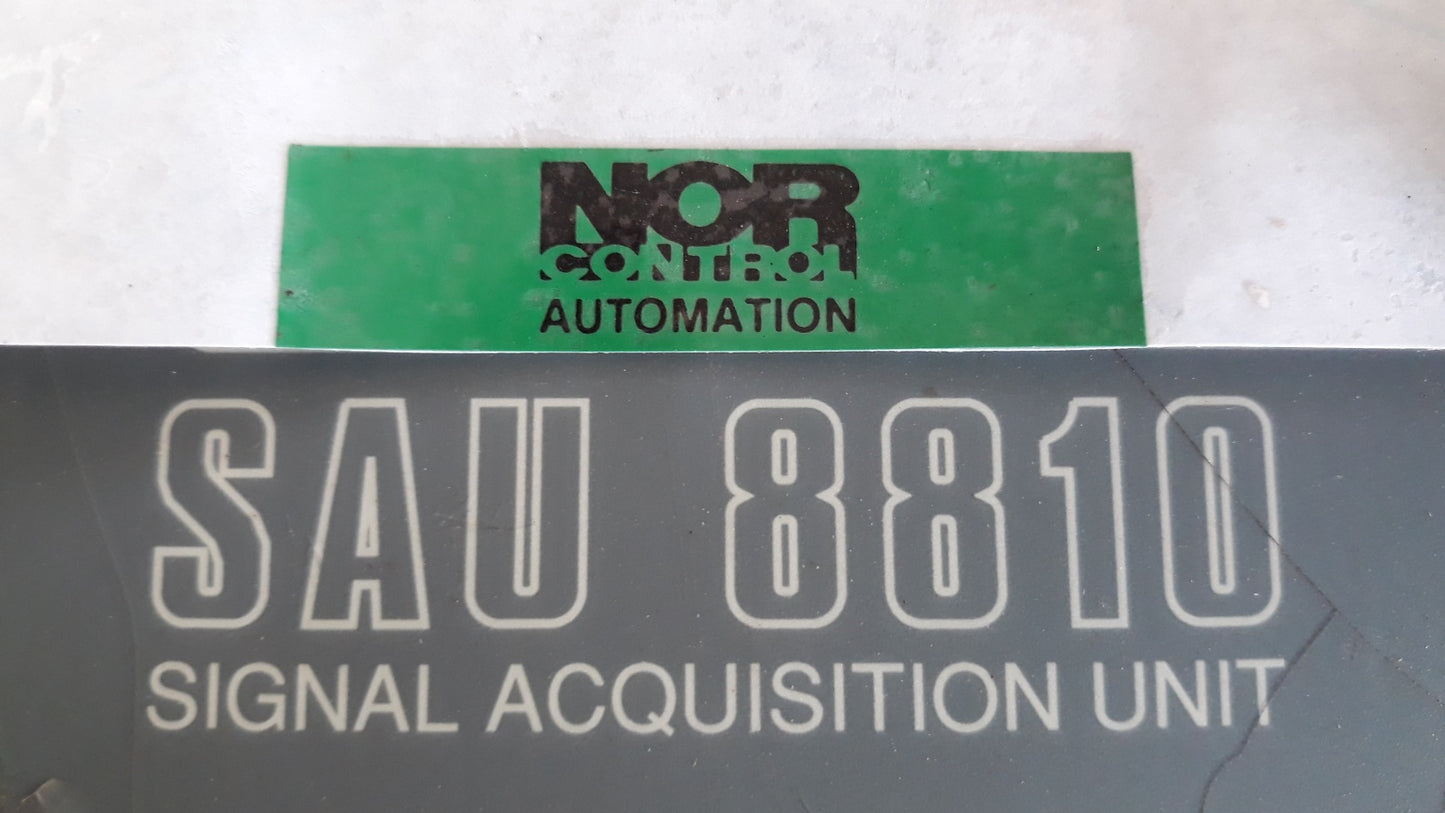 NOR
CONTROL
AUTOMATION
SAU 8810
SIGNAL ACQUISITION UNIT